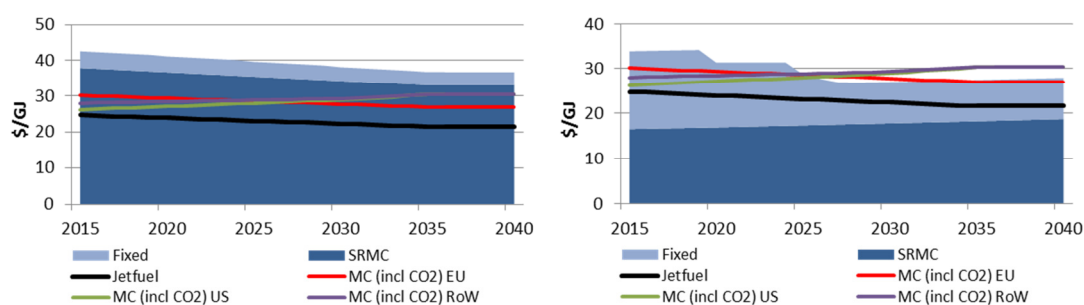 50
40
30
20
10
0
$/GJ
2015 2020 2025 2030 2035 2040
Fixed SRMC
Jetfuel MC (incl CO2) EU
MC (incl CO2) US MC (incl CO2) RoW
40
30
20
10
0
$/GJ
2015 2020 2025 2030 2035 2040
Fixed SRMC
Jetfuel MC (incl CO2) EU
MC (incl CO2) US MC (incl CO2) RoW